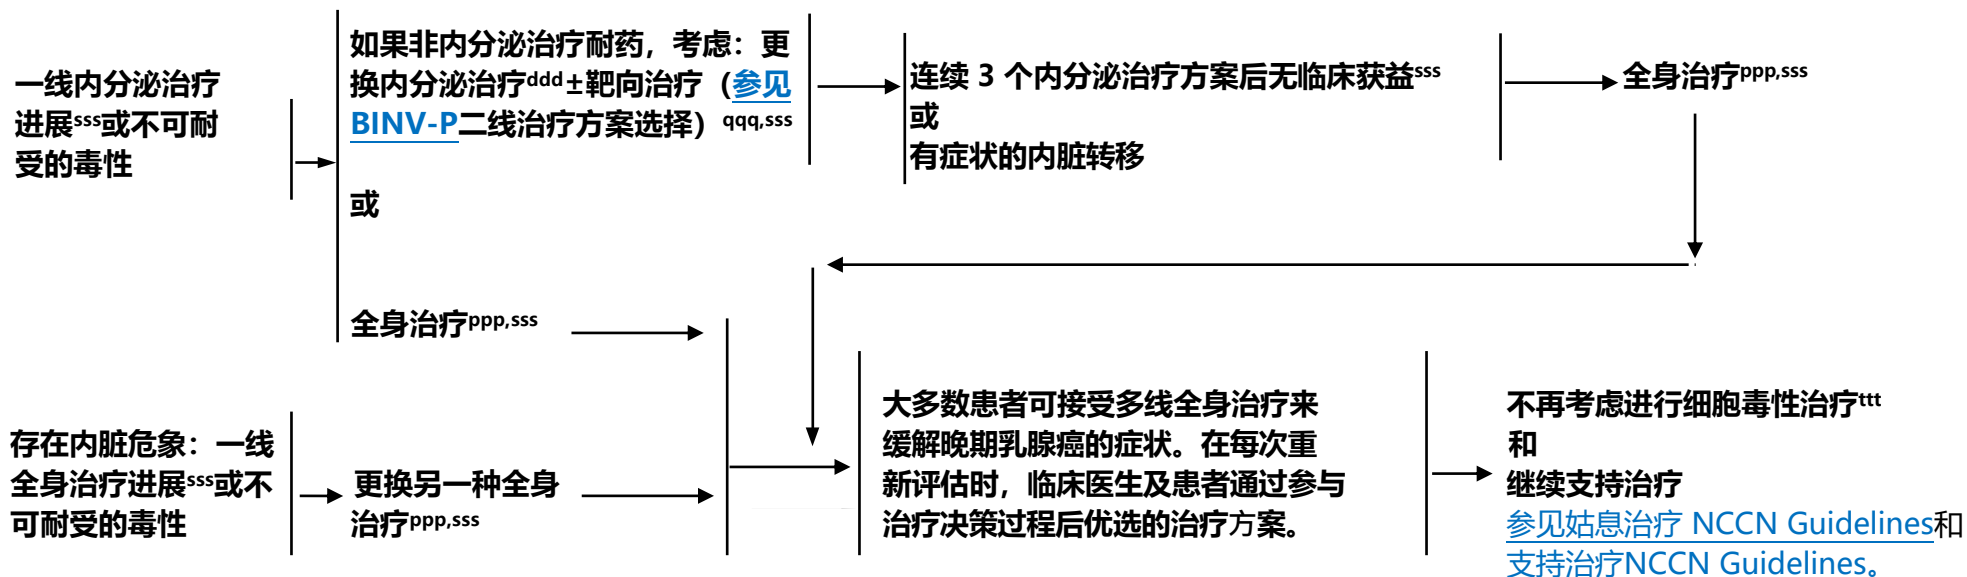 一线内分泌治疗
进展sss或不可耐
受的毒性
如果非内分泌治疗耐药，考虑：更
换内分泌治疗ddd±靶向治疗（参见
BINV-P二线治疗方案选择）qqq,sss
或
全身治疗ppp,sss
连续 3 个内分泌治疗方案后无临床获益sss
或
有症状的内脏转移
全身治疗ppp,sss
存在内脏危象：一线
全身治疗进展sss或不
可耐受的毒性
更换另一种全身
治疗ppp,sss
大多数患者可接受多线全身治疗来
缓解晚期乳腺癌的症状。在每次重
新评估时，临床医生及患者通过参与
治疗决策过程后优选的治疗方案。
不再考虑进行细胞毒性治疗ttt
和
继续支持治疗
参见姑息治疗 NCCN Guidelines和
支持治疗NCCN Guidelines。